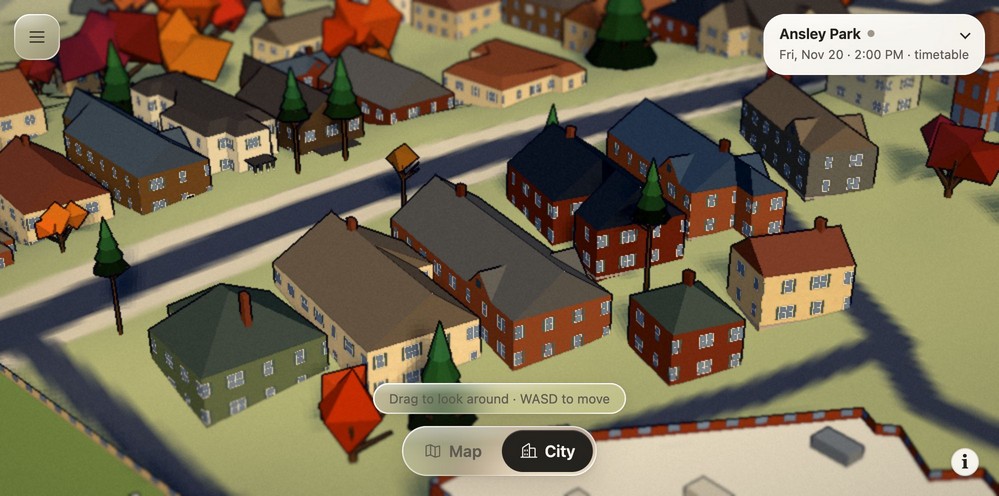 Ansley Park
Fri, Nov 20 · 2:00 PM · timetable
Drag to look around · WASD to move
Map
City
i